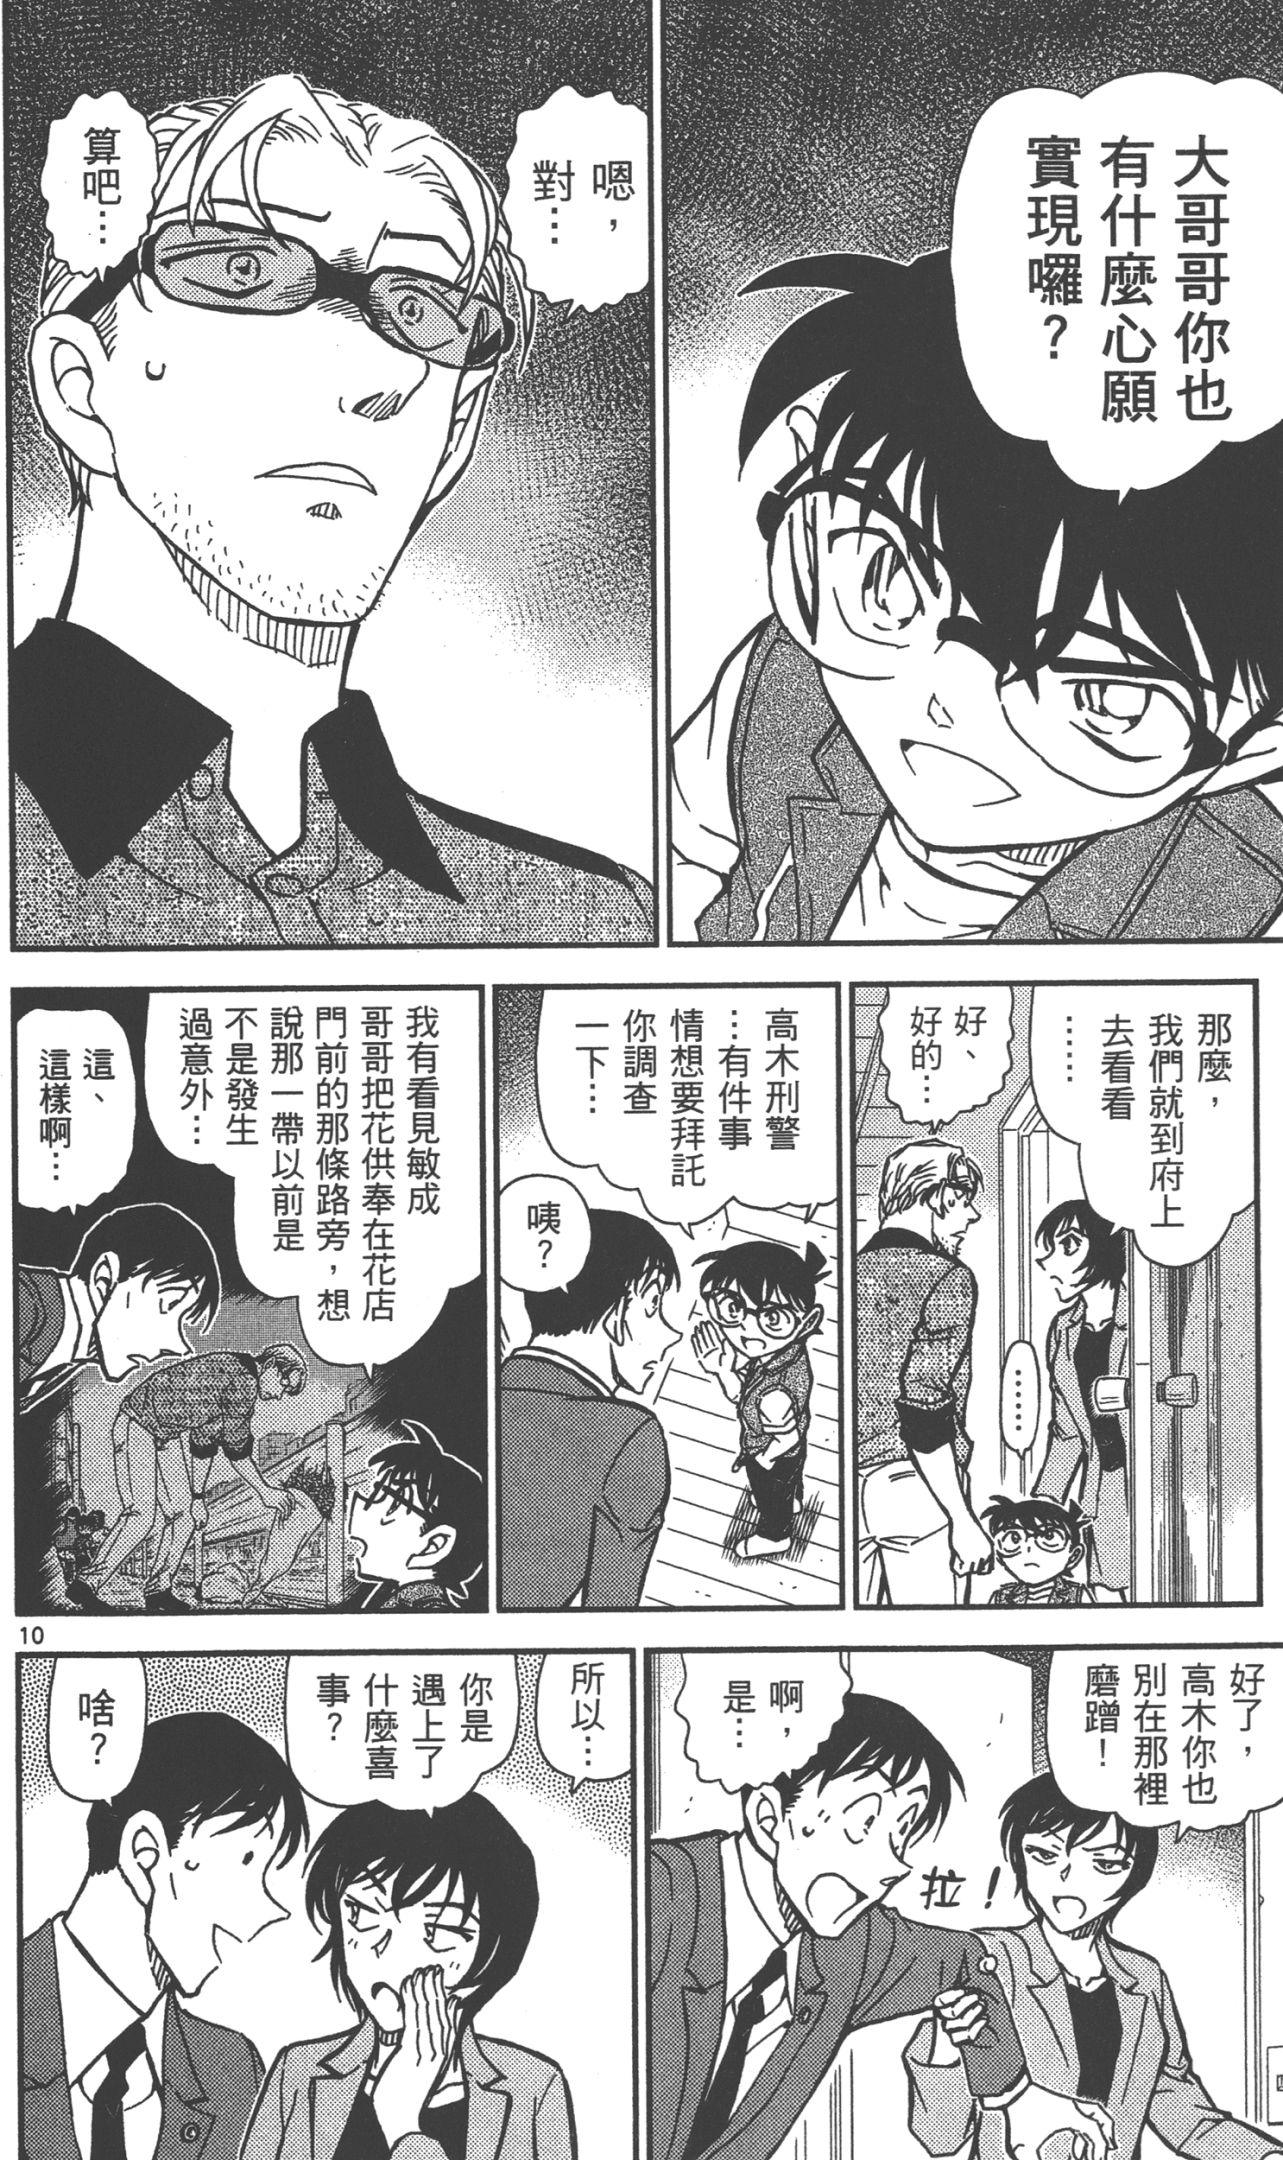 大哥哥你也
有什麼心願
實現囉？
嗯，
對…
算吧…
那麼，
我們就到府上
去看看
……
好、
好的…
……
高木刑警
…有件事
情想要拜託
你調查
一下…
咦？
我有看見敏成
哥哥把花供奉在花店
門前的那條路旁，想
說那一帶以前是
不是發生
過意外…
這、
這樣啊…
10
好了，
高木你也
別在那裡
磨蹭！
拉！
啊，
是…
所以…
你是
遇上了
什麼喜
事？
啥？